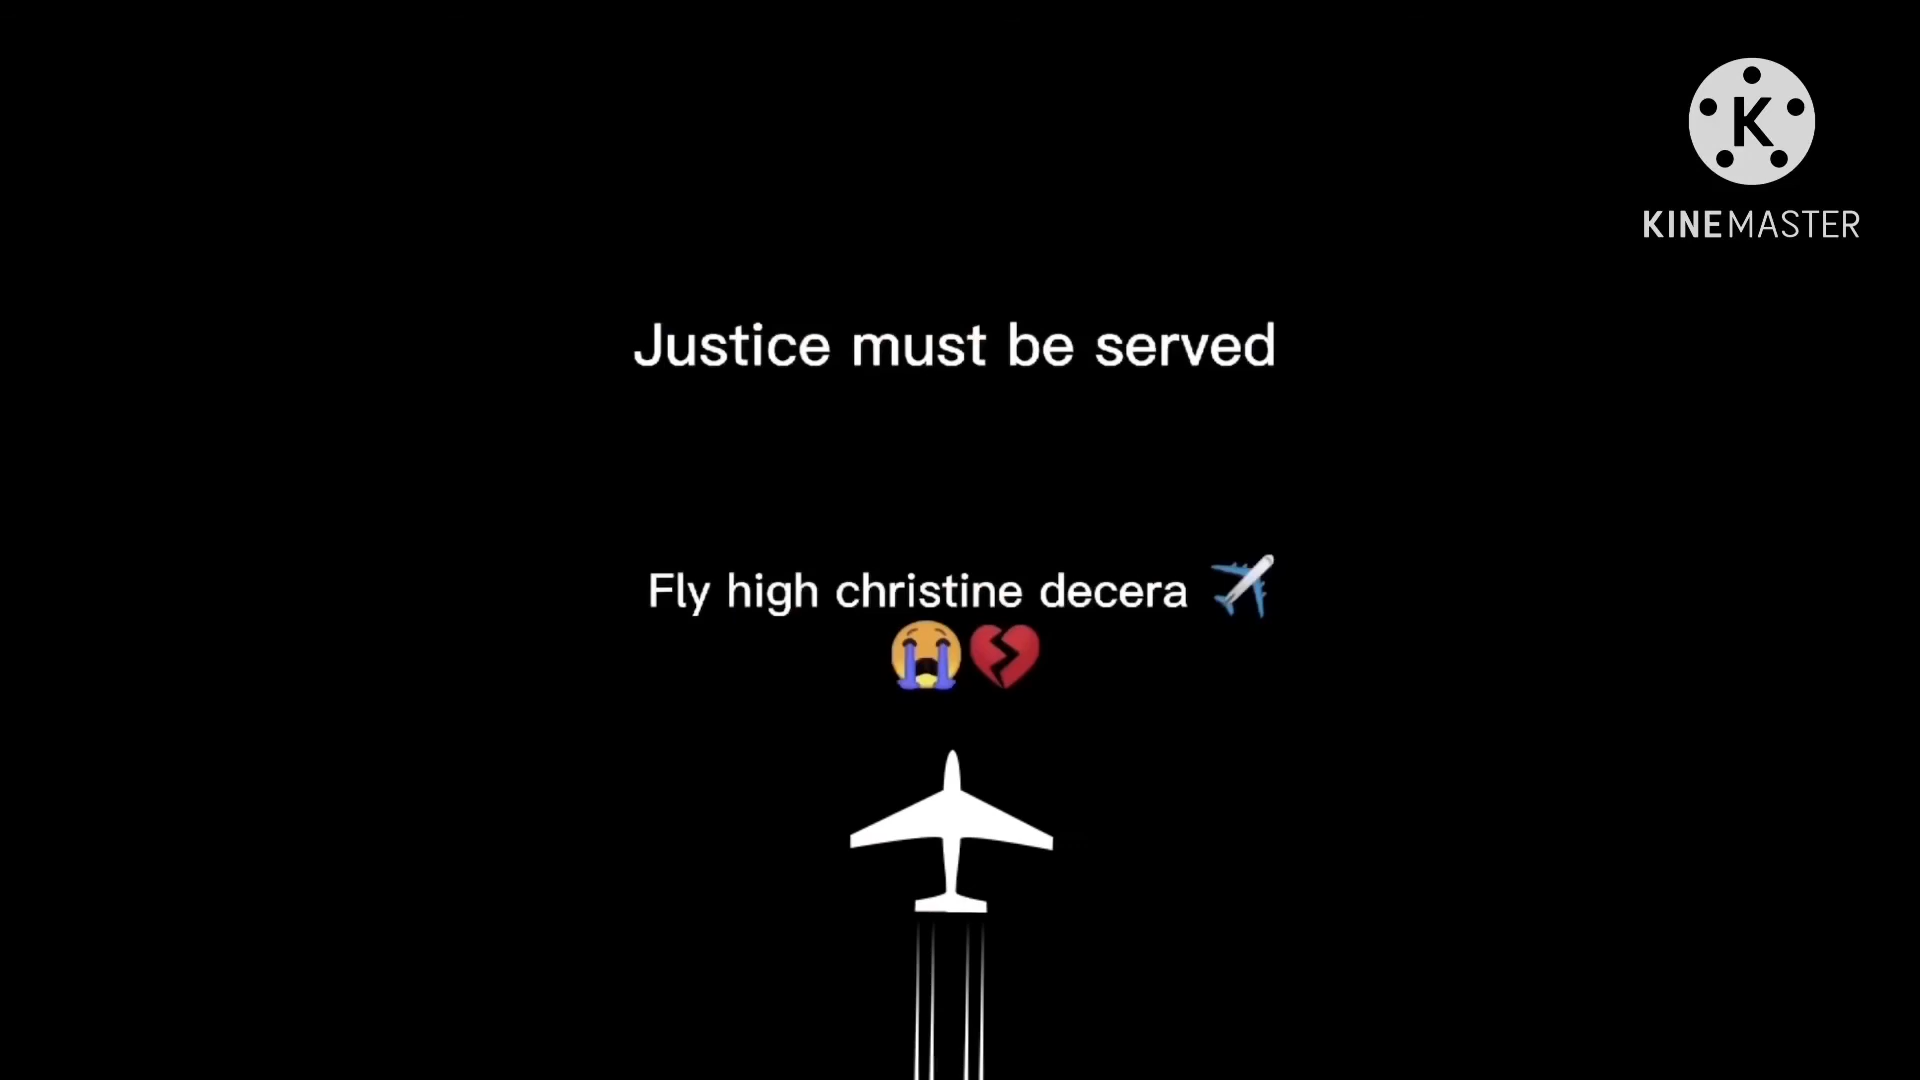 K
KINEMASTER
Justice must be served
Fly high christine decera ✈️
😭💔